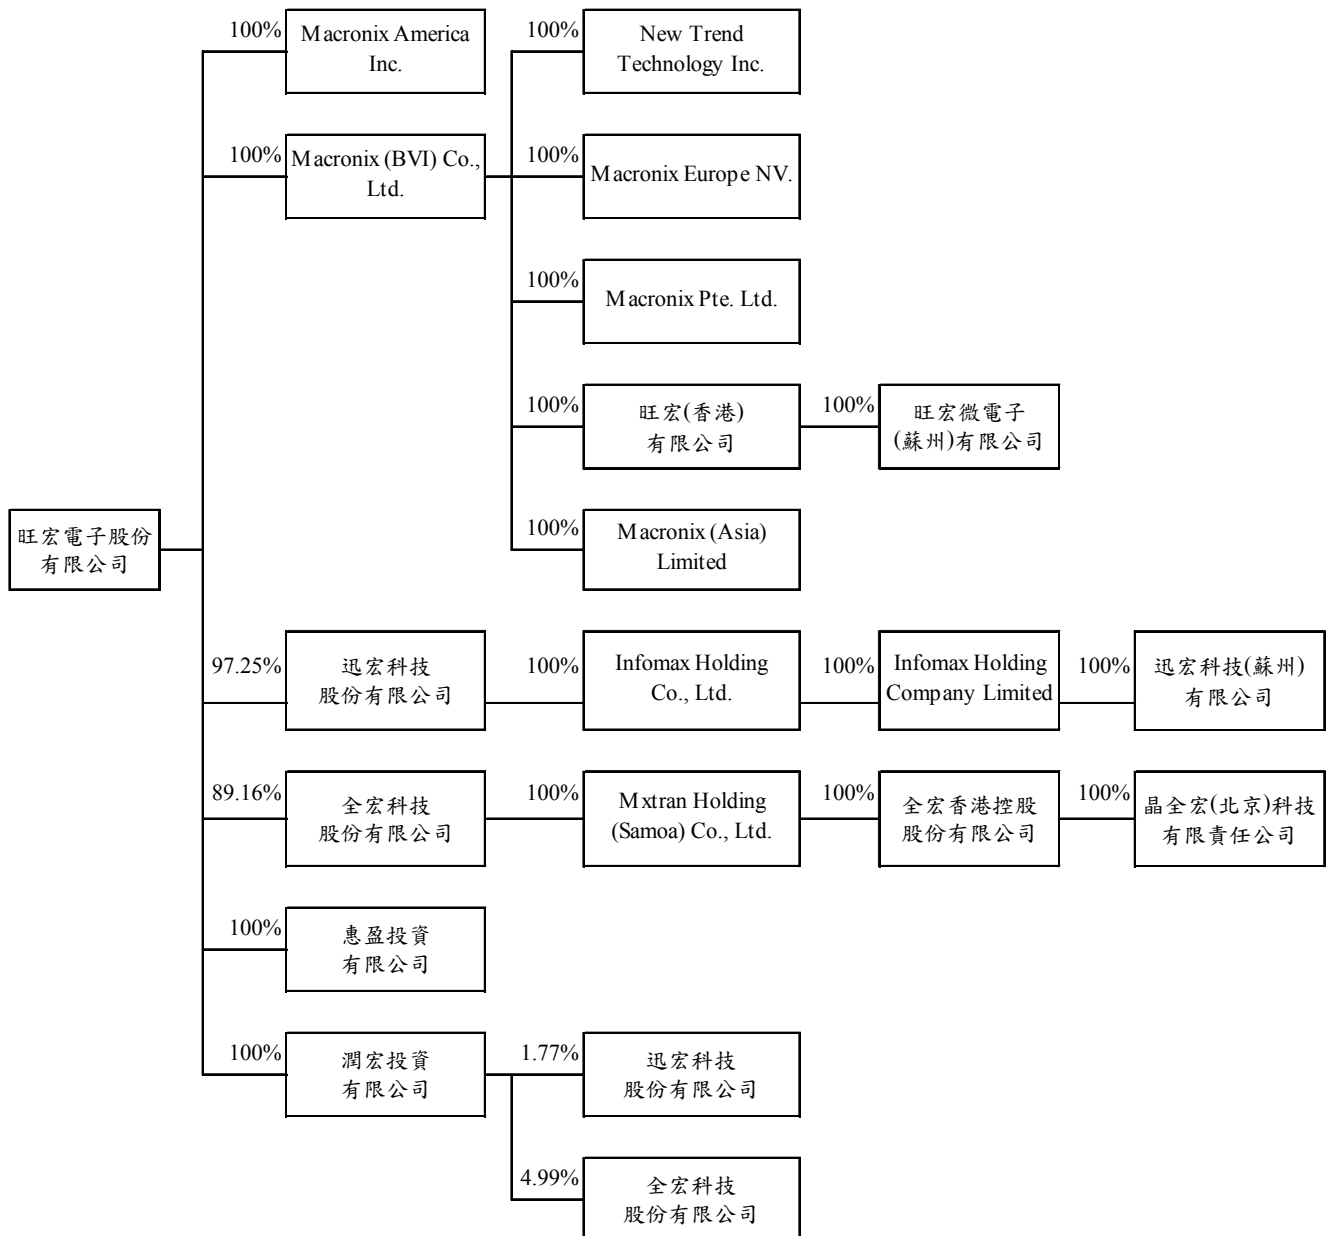 100%
Macronix America
Inc.
100%
New Trend
Technology Inc.
100%
Macronix (BVI) Co.,
Ltd.
100%
Macronix Europe NV.
100%
Macronix Pte. Ltd.
100%
旺宏(香港)
有限公司
100%
旺宏微電子
(蘇州)有限公司
旺宏電子股份
有限公司
100%
Macronix (Asia)
Limited
97.25%
迅宏科技
股份有限公司
100%
Infomax Holding
Co., Ltd.
100%
Infomax Holding
Company Limited
100%
迅宏科技(蘇州)
有限公司
89.16%
全宏科技
股份有限公司
100%
Mxtran Holding
(Samoa) Co., Ltd.
100%
全宏香港控股
股份有限公司
100%
晶全宏(北京)科技
有限責任公司
100%
惠盈投資
有限公司
100%
潤宏投資
有限公司
1.77%
迅宏科技
股份有限公司
4.99%
全宏科技
股份有限公司